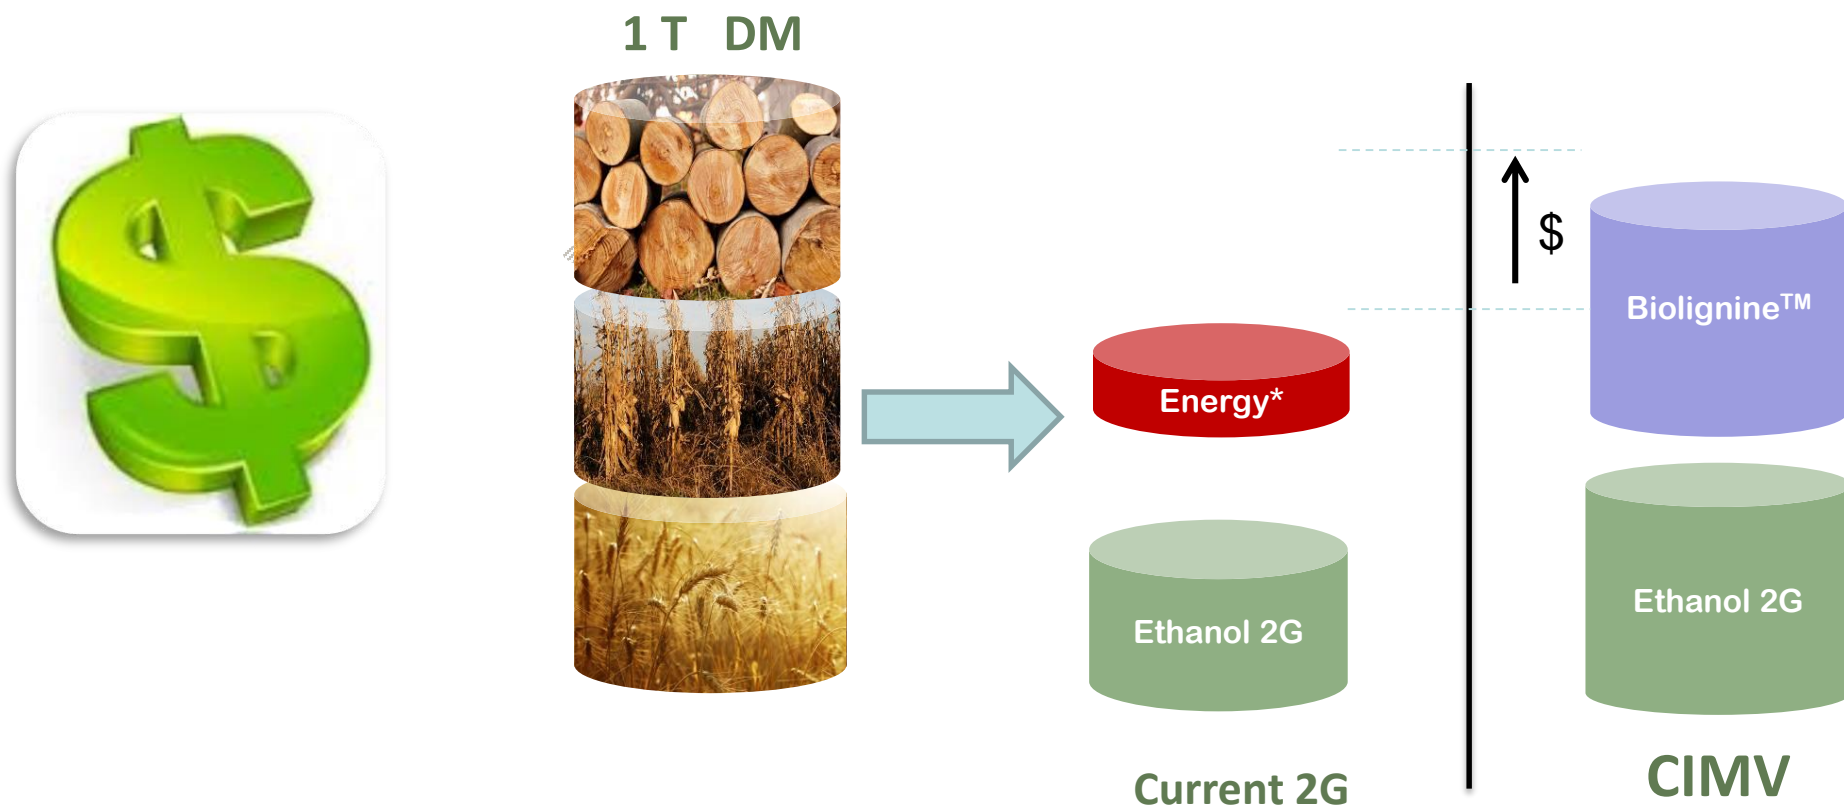 1 T DM
$
Energy*
Ethanol 2G
Current 2G
$
Biolignine™
Ethanol 2G
CIMV